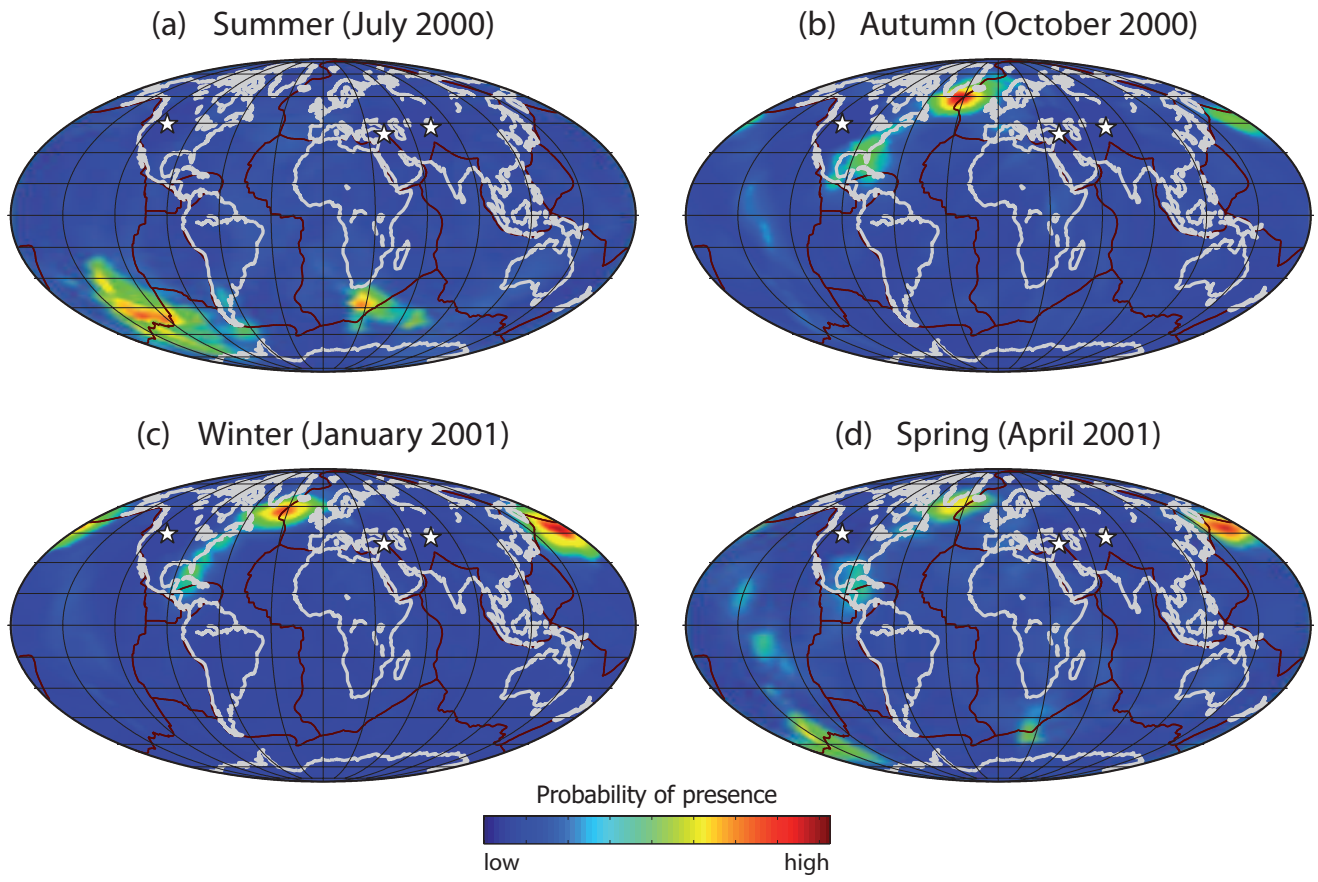 (a) Summer (July 2000)
(b) Autumn (October 2000)
(c) Winter (January 2001)
(d) Spring (April 2001)
Probability of presence
low high